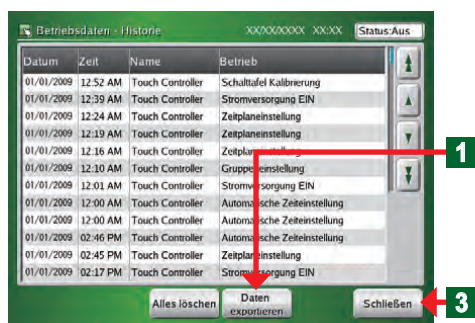 Betriebsdaten - Historie XX/XX/XXXX XX:XX Status:Aus
Datum Zeit Name Betrieb
01/01/2009 12:52 AM Touch Controller Schalttafel Kalibrierung
01/01/2009 12:39 AM Touch Controller Stromversorgung EIN
01/01/2009 12:24 AM Touch Controller Zeitplaneinstellung
01/01/2009 12:19 AM Touch Controller Zeitplaneinstellung
01/01/2009 12:16 AM Touch Controller Zeitplaneinstellung
01/01/2009 12:10 AM Touch Controller Gruppeneinstellung
01/01/2009 12:01 AM Touch Controller Stromversorgung EIN
01/01/2009 12:00 AM Touch Controller Automatische Zeiteinstellung
01/01/2009 12:00 AM Touch Controller Automatische Zeiteinstellung
01/01/2009 02:46 PM Touch Controller Automatische Zeiteinstellung
01/01/2009 02:45 PM Touch Controller Zeitplaneinstellung
01/01/2009 02:17 PM Touch Controller Stromversorgung EIN
1
Alles löschen Daten exportieren Schließen
3